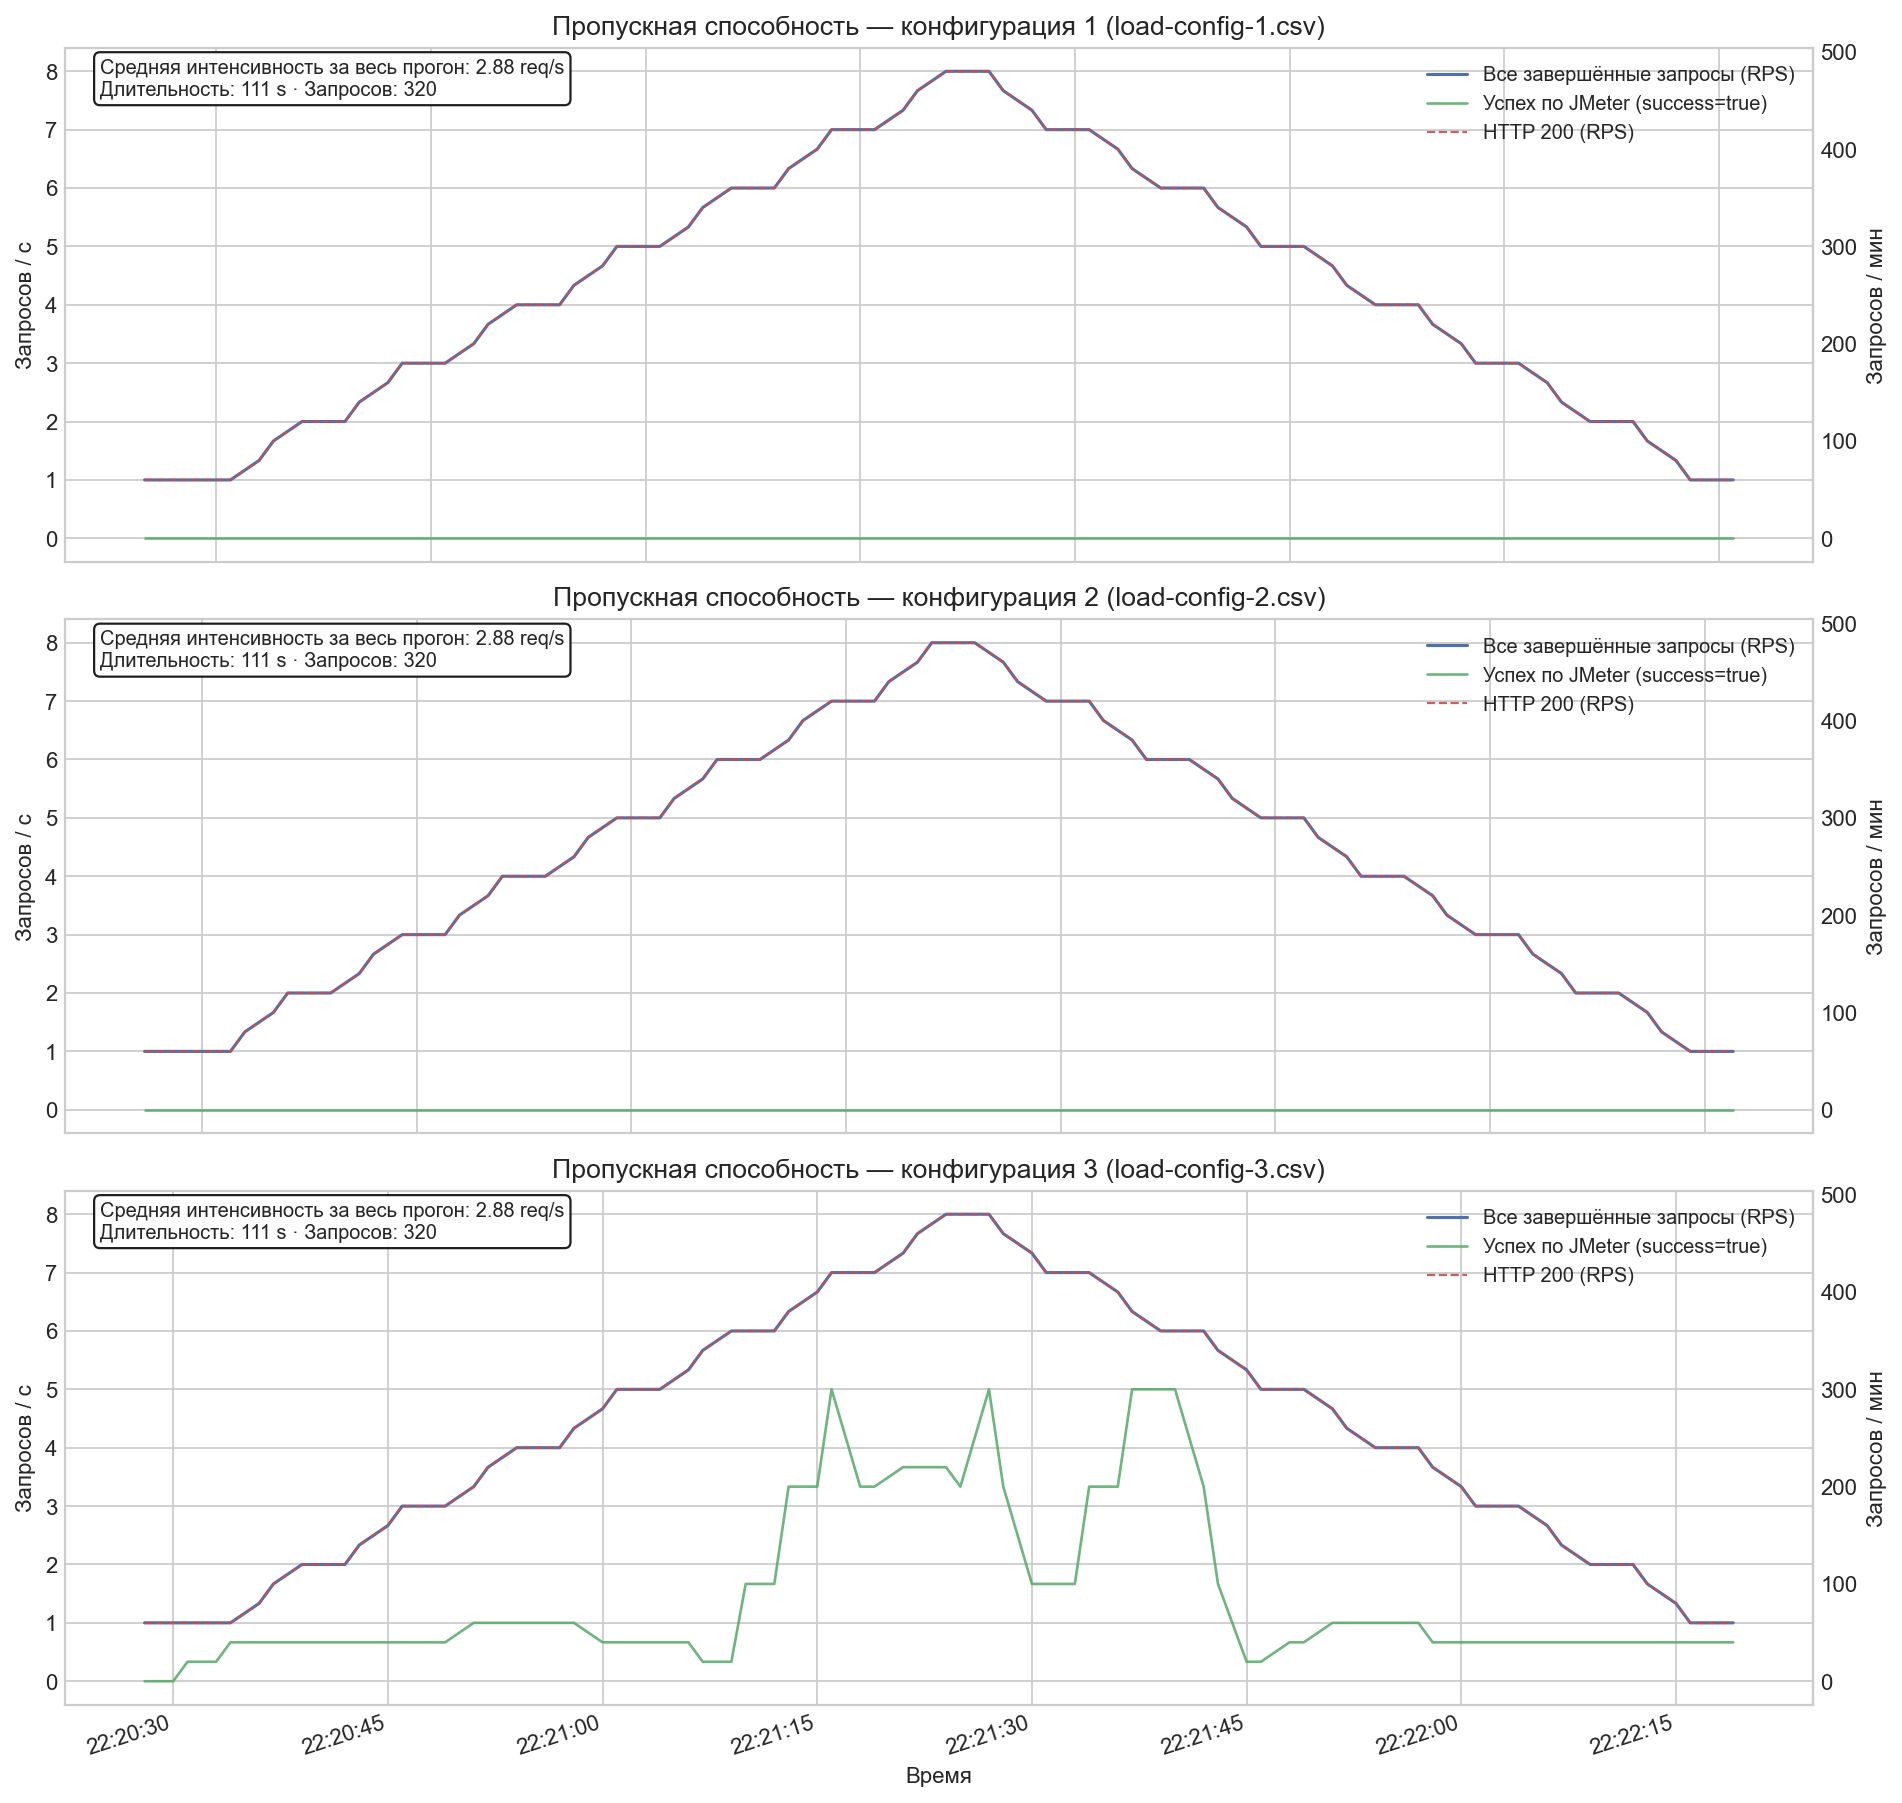 Пропускная способность — конфигурация 1 (load-config-1.csv)
Средняя интенсивность за весь прогон: 2.88 req/s
Длительность: 111 s · Запросов: 320
Все завершённые запросы (RPS)
Успех по JMeter (success=true)
HTTP 200 (RPS)
Запросов / с
8
7
6
5
4
3
2
1
0
500
400
300
200
100
0
Запросов / мин
Пропускная способность — конфигурация 2 (load-config-2.csv)
Средняя интенсивность за весь прогон: 2.88 req/s
Длительность: 111 s · Запросов: 320
Все завершённые запросы (RPS)
Успех по JMeter (success=true)
HTTP 200 (RPS)
Запросов / с
8
7
6
5
4
3
2
1
0
500
400
300
200
100
0
Запросов / мин
Пропускная способность — конфигурация 3 (load-config-3.csv)
Средняя интенсивность за весь прогон: 2.88 req/s
Длительность: 111 s · Запросов: 320
Все завершённые запросы (RPS)
Успех по JMeter (success=true)
HTTP 200 (RPS)
Запросов / с
8
7
6
5
4
3
2
1
0
500
400
300
200
100
0
Запросов / мин
22:20:30 22:20:45 22:21:00 22:21:15 22:21:30 22:21:45 22:22:00 22:22:15
Время